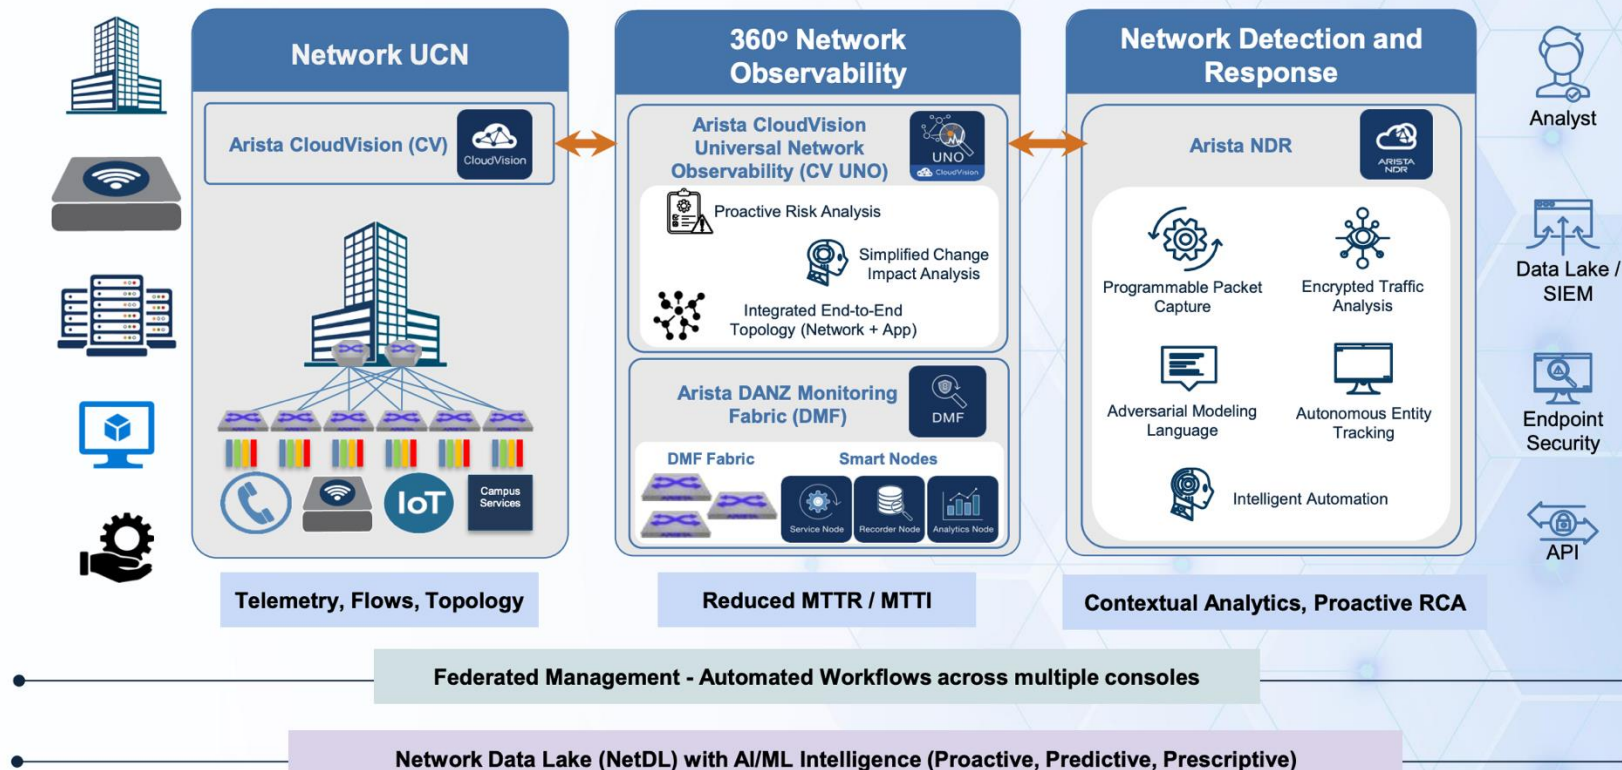 Network UCN
Arista CloudVision (CV)
CloudVision
IoT
Campus
Services
Telemetry, Flows, Topology
360º Network
Observability
Arista CloudVision
Universal Network
Observability (CV UNO)
UNO
CloudVision
Proactive Risk Analysis
Simplified Change
Impact Analysis
Integrated End-to-End
Topology (Network + App)
Arista DANZ Monitoring
Fabric (DMF)
DMF
DMF Fabric
Smart Nodes
ARISTA
ARISTA
ARISTA
Service Node
Recorder Node
Analytics Node
Reduced MTTR / MTTI
Network Detection and
Response
Arista NDR
ARISTA
NDR
Programmable Packet
Capture
Encrypted Traffic
Analysis
Adversarial Modeling
Language
Autonomous Entity
Tracking
Intelligent Automation
Contextual Analytics, Proactive RCA
Analyst
Data Lake /
SIEM
Endpoint
Security
API
Federated Management - Automated Workflows across multiple consoles
Network Data Lake (NetDL) with AI/ML Intelligence (Proactive, Predictive, Prescriptive)